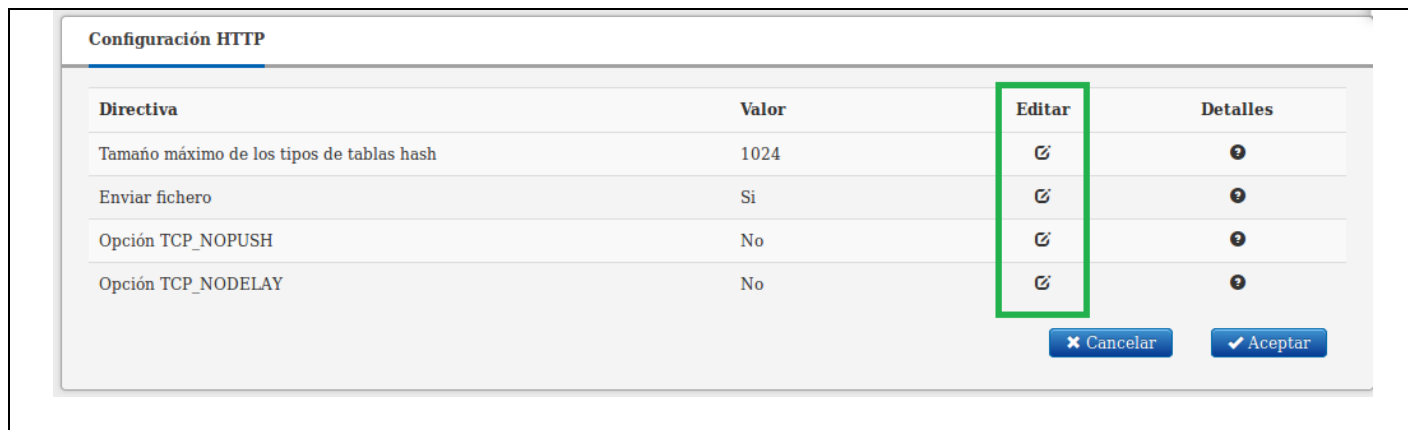 Configuración HTTP
Directiva Valor Editar Detalles
Tamaño máximo de los tipos de tablas hash 1024
Enviar fichero Si
Opción TCP_NOPUSH No
Opción TCP_NODELAY No
Cancelar Aceptar